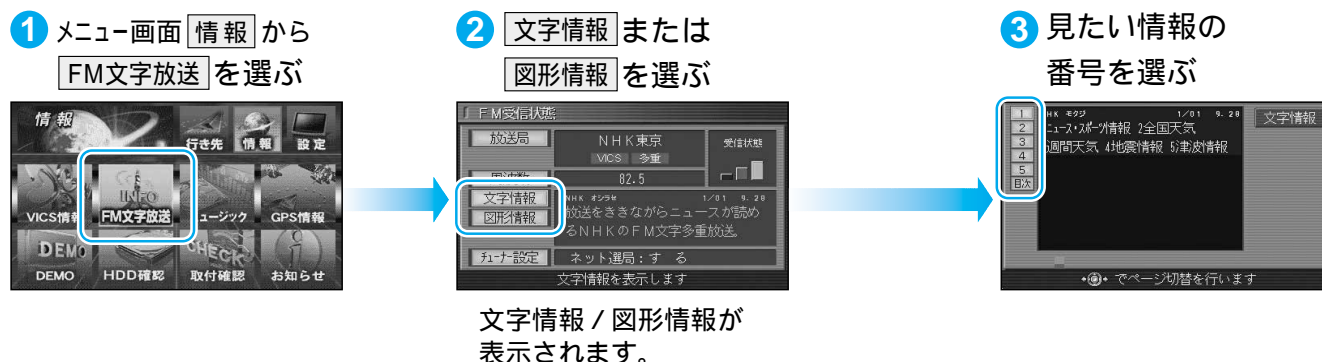 1 メニュー画面 情報 から
FM文字放送 を選ぶ
情報
行き先 情報 設定
VICS情報 FM文字放送 ュージック GPS情報
INFO
DEMO CHECK
DEMO HDD確認 取付確認 お知らせ
2 文字情報 または
図形情報 を選ぶ
FM受信状態
放送局 NHK東京 受信状態
VICS 多重
周波数 82.5
文字情報 NHK オシラセ 1/01 9.28
図形情報 放送をききながらニュースが読め
るNHKのFM文字多重放送。
チューナー設定 ネット選局:する
文字情報を表示します
文字情報 / 図形情報が
表示されます。
3 見たい情報の
番号を選ぶ
1 NHK モクジ 1/01 9.28 文字情報
2 ニュース・スポーツ情報 2全国天気
3 週間天気 4地震情報 5津波情報
4
5
目次
でページ切替を行います